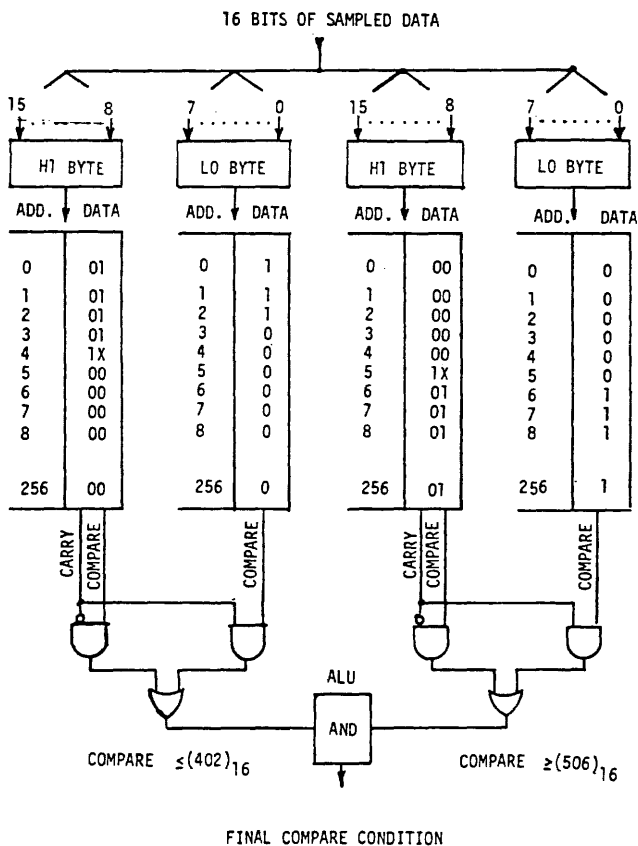 16 BITS OF SAMPLED DATA
15 8 7 0 15 8 7 0
HI BYTE LO BYTE HI BYTE LO BYTE
ADD. DATA ADD. DATA ADD. DATA ADD. DATA
0 01 0 1 0 00 0 0
1 01 1 1 1 00 1 0
2 01 2 1 2 00 2 0
3 01 3 0 3 00 3 0
4 1X 4 0 4 00 4 0
5 00 5 0 5 1X 5 0
6 00 6 0 6 01 6 1
7 00 7 0 7 01 7 1
8 00 8 0 8 01 8 1
256 00 256 0 256 01 256 1
CARRY
COMPARE
COMPARE
CARRY
COMPARE
COMPARE
ALU
AND
COMPARE ≤(402)16
COMPARE ≥(506)16
FINAL COMPARE CONDITION